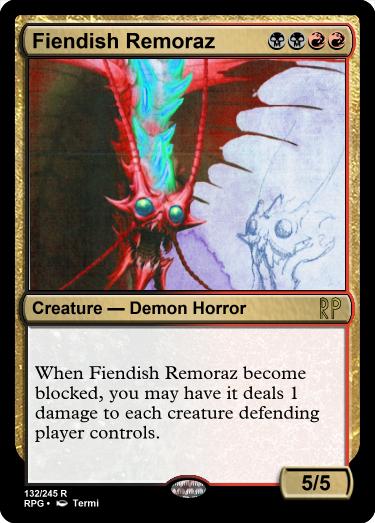 Fiendish Remoraz
Creature — Demon Horror
RP
When Fiendish Remoraz become
blocked, you may have it deals 1
damage to each creature defending
player controls.
5/5
132/245 R
RPG • Termi